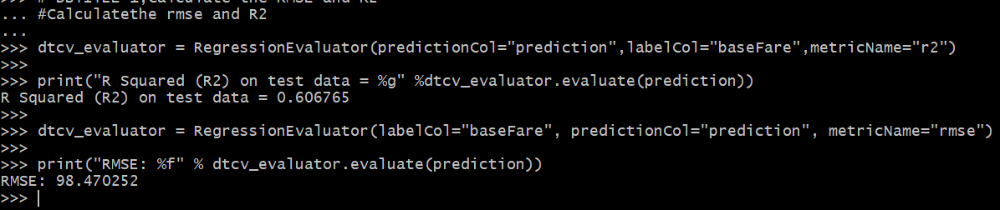 ... #Calculatethe rmse and R2
...
>>> dtcv_evaluator = RegressionEvaluator(predictionCol="prediction",labelCol="baseFare",metricName="r2")
>>>
>>> print("R Squared (R2) on test data = %g" %dtcv_evaluator.evaluate(prediction))
R Squared (R2) on test data = 0.606765
>>>
>>> dtcv_evaluator = RegressionEvaluator(labelCol="baseFare", predictionCol="prediction", metricName="rmse")
>>>
>>> print("RMSE: %f" % dtcv_evaluator.evaluate(prediction))
RMSE: 98.470252
>>>